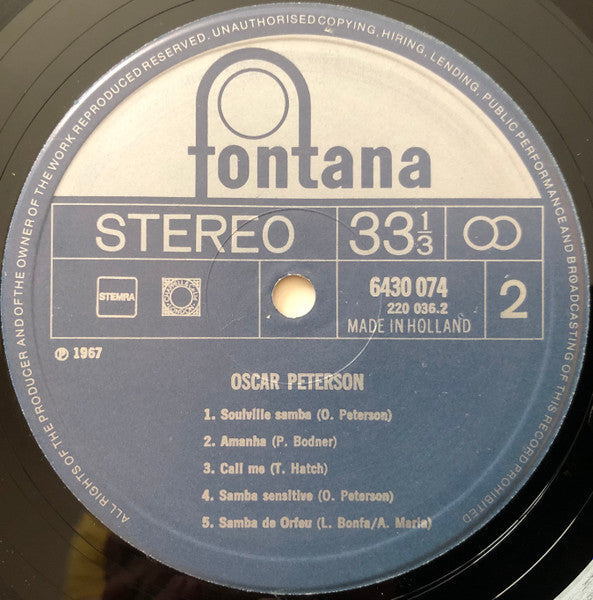 ALL RIGHTS OF THE PRODUCER AND OF THE OWNER OF THE WORK REPRODUCED RESERVED. UNAUTHORISED COPYING, HIRING, LENDING, PUBLIC PERFORMANCE AND BROADCASTING OF THIS RECORD PROHIBITED
fontana
STEREO 33 1/3
STEMRA
6430 074
220 036.2
MADE IN HOLLAND
2
℗ 1967
OSCAR PETERSON
1. Soulville samba (O. Peterson)
2. Amanha (P. Bodner)
3. Call me (T. Hatch)
4. Samba sensitive (O. Peterson)
5. Samba de Orfeu (L. Bonfa/A. Maria)